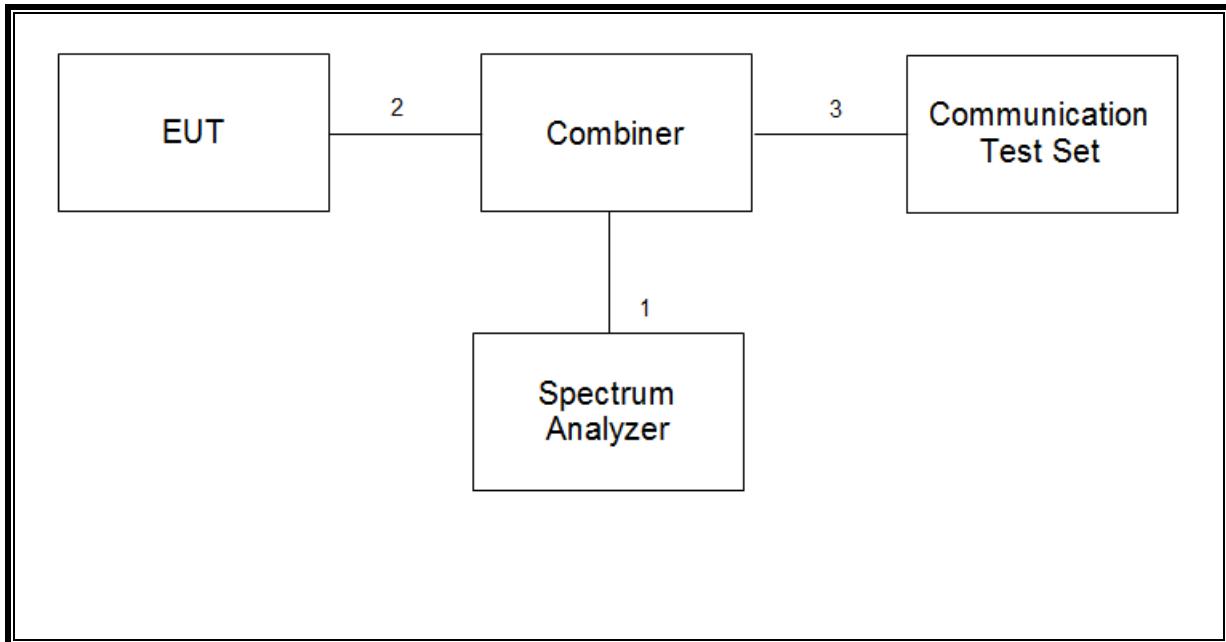 EUT
2
Combiner
3
Communication
Test Set
1
Spectrum
Analyzer